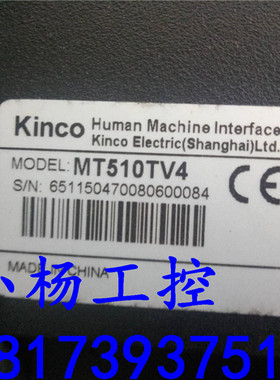 Kinco Human Machine Interface
Kinco Electric(Shanghai)Ltd.
MODEL: MT510TV4
S/N: 651150470080600084
CE
MADE IN CHINA
小杨工控
817393751